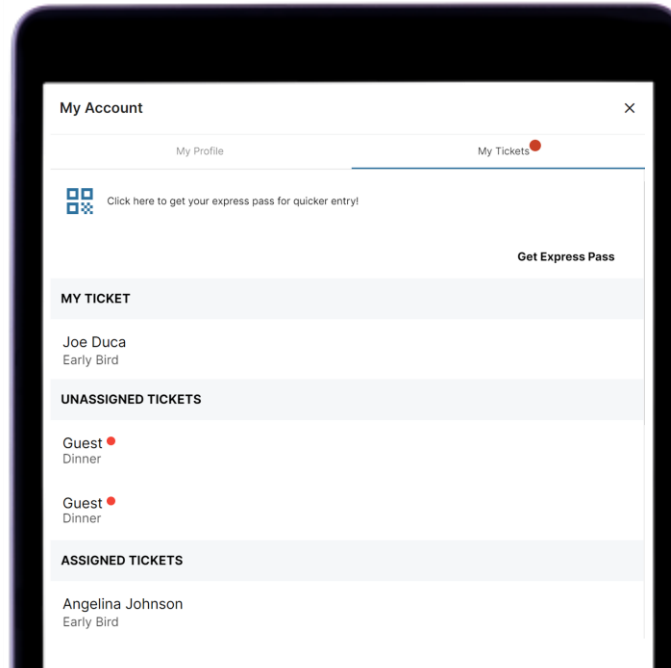 My Account
My Profile
My Tickets
Click here to get your express pass for quicker entry!
Get Express Pass
MY TICKET
Joe Duca
Early Bird
UNASSIGNED TICKETS
Guest
Dinner
Guest
Dinner
ASSIGNED TICKETS
Angelina Johnson
Early Bird